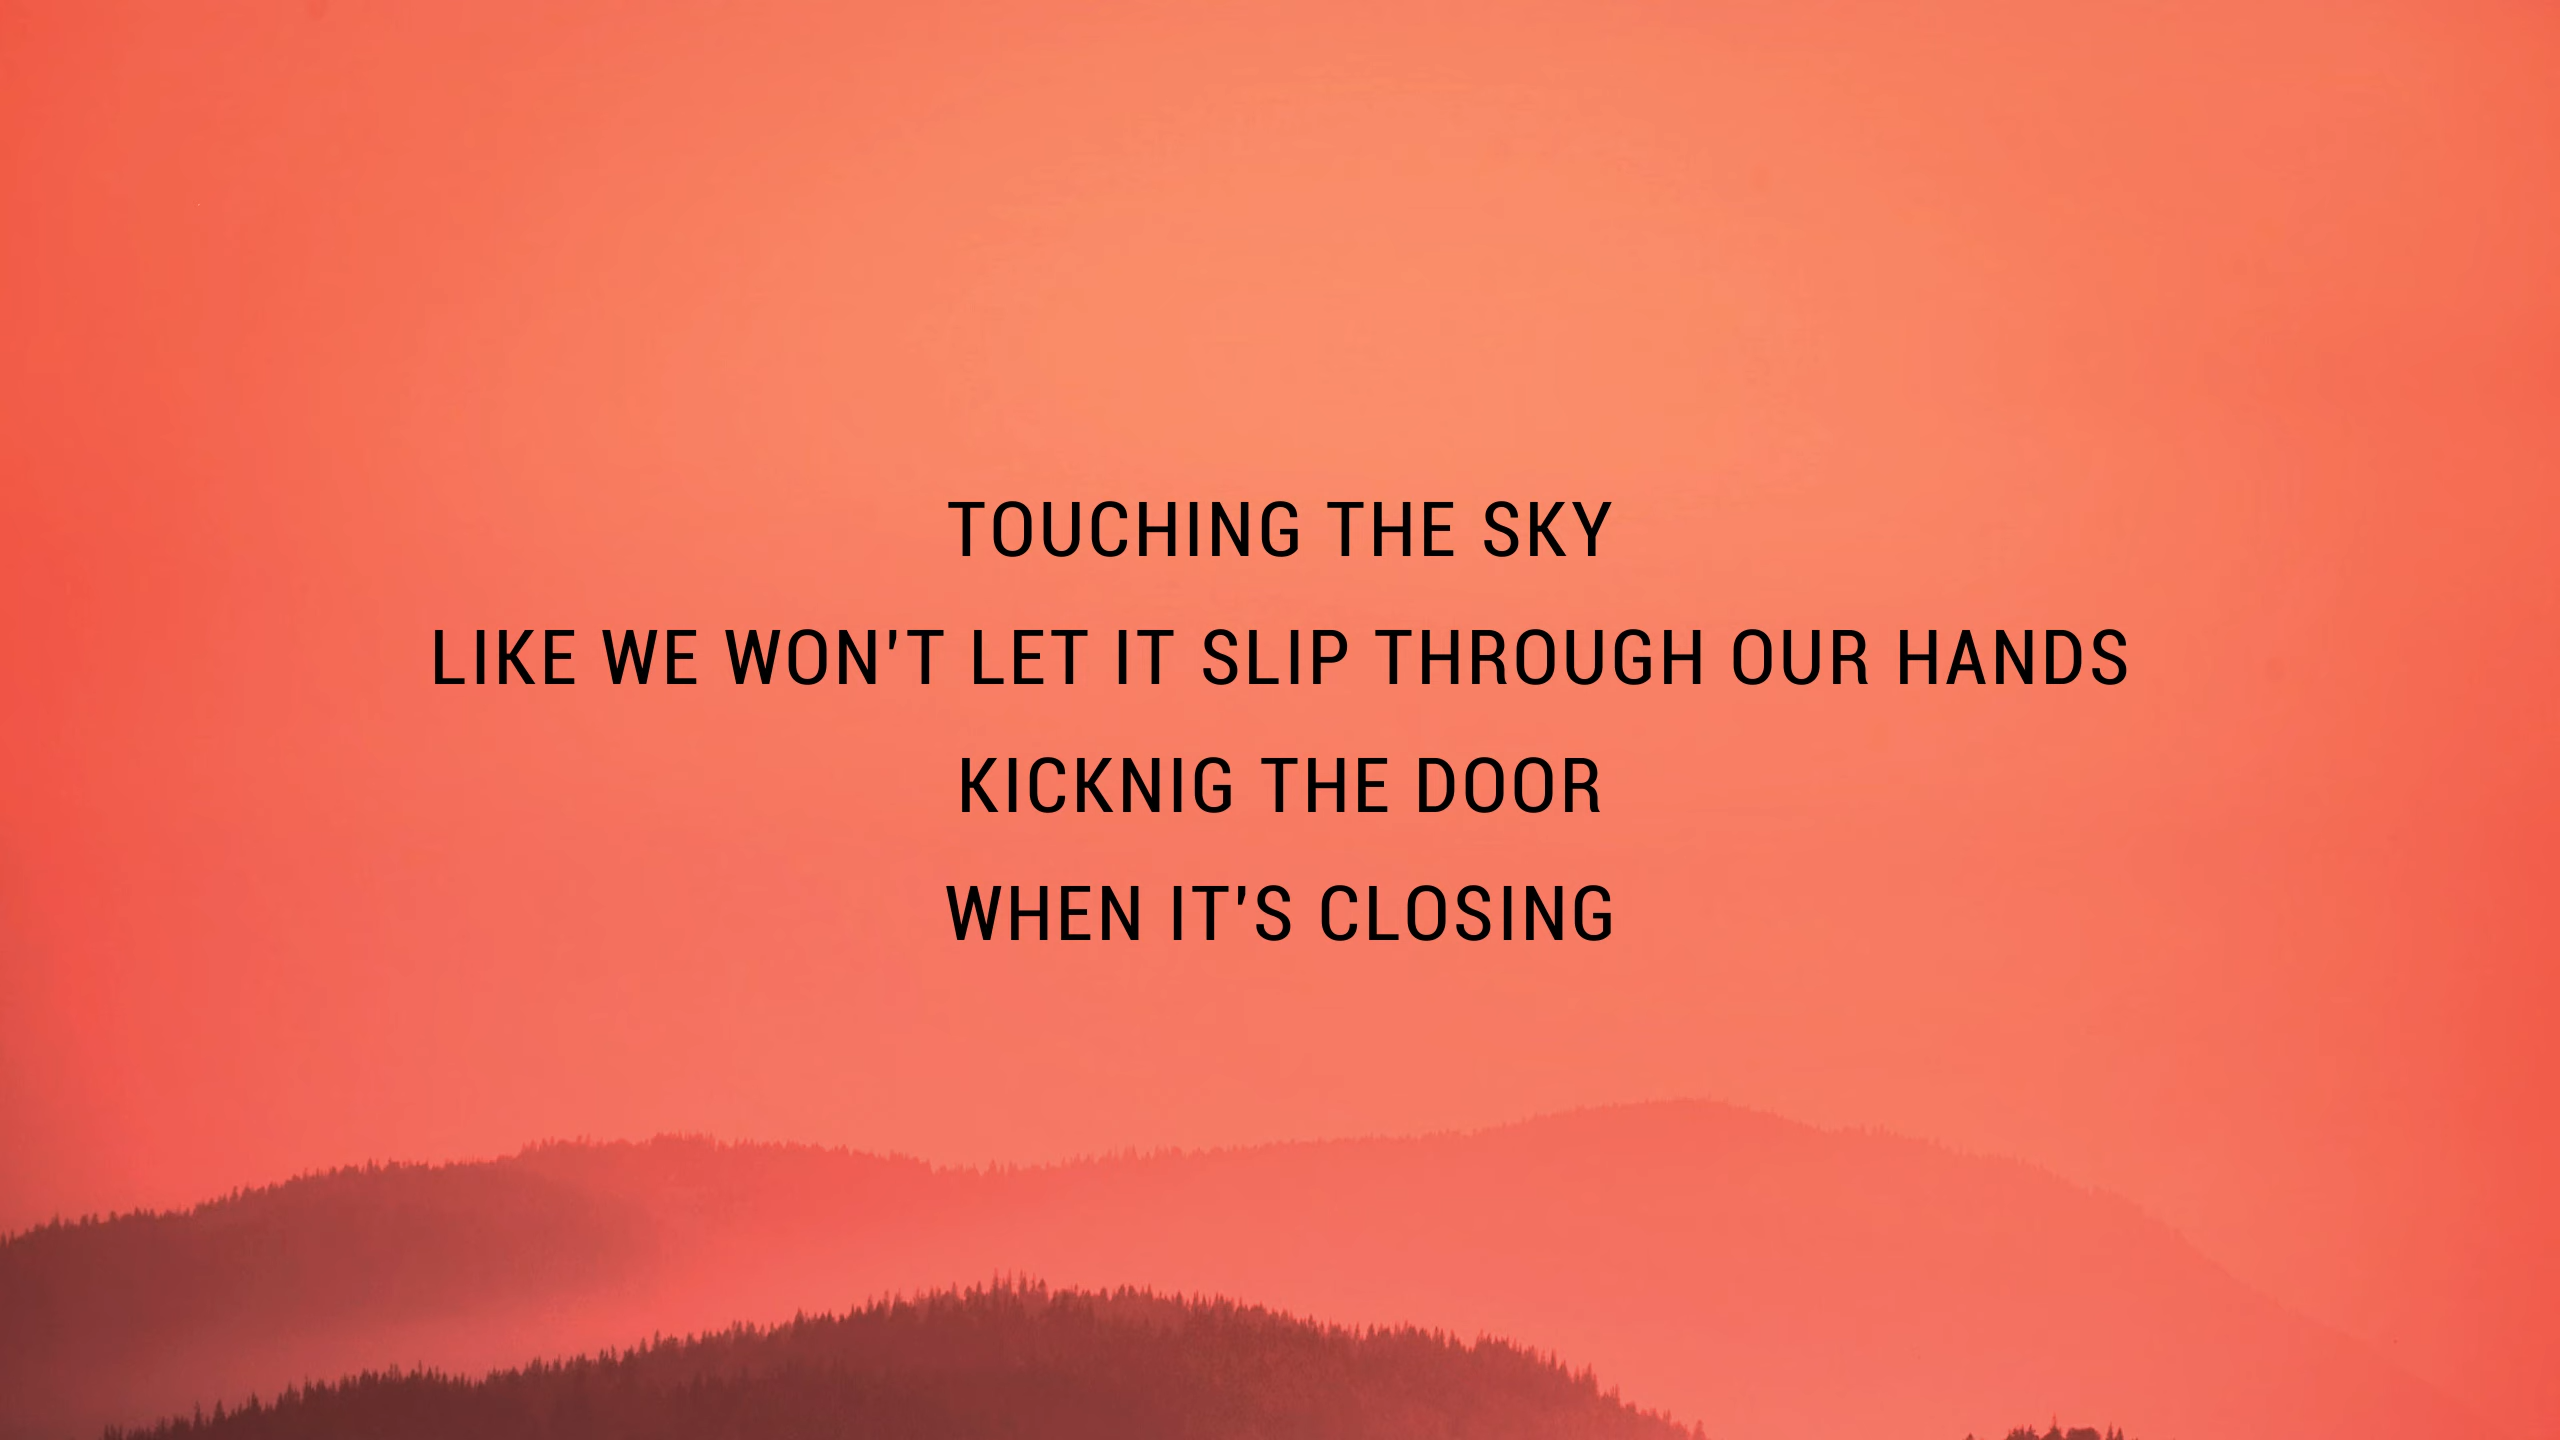 TOUCHING THE SKY
LIKE WE WON'T LET IT SLIP THROUGH OUR HANDS
KICKNIG THE DOOR
WHEN IT'S CLOSING